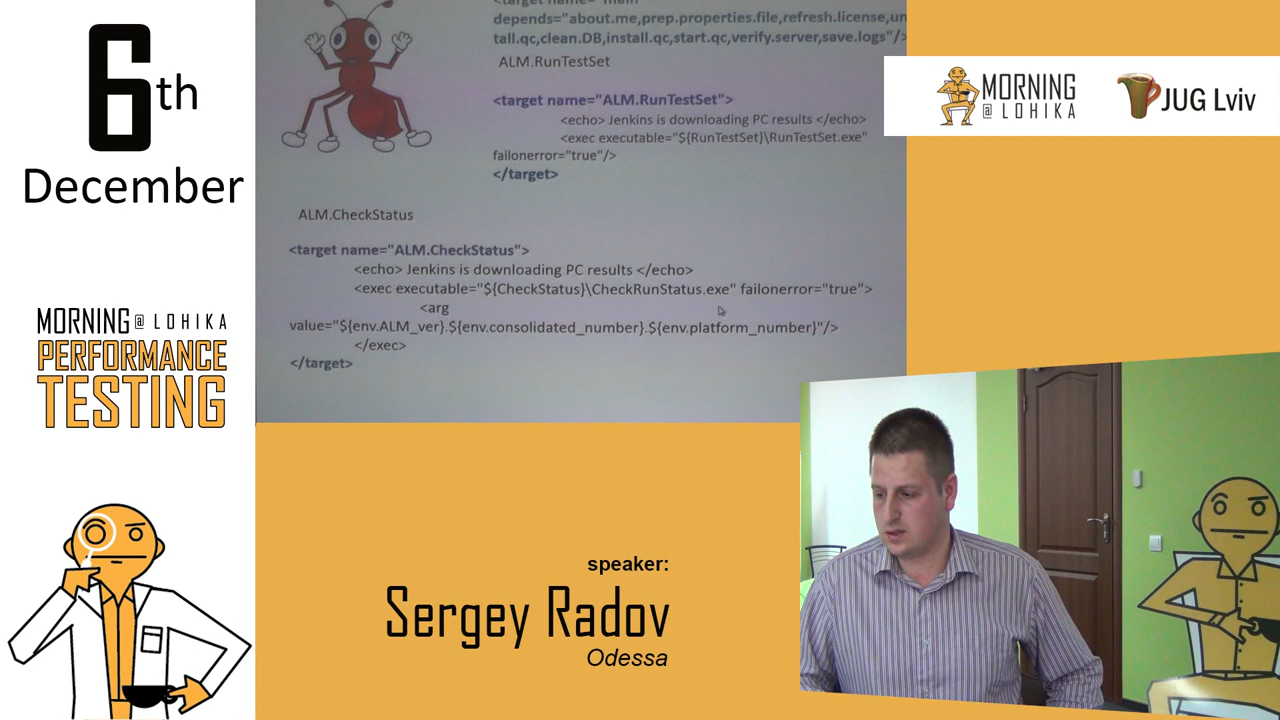 6th
December
MORNING @ LOHIKA
PERFORMANCE
TESTING
<target name="main"
depends="about.me,prep.properties.file,refresh.license,un
tall.qc,clean.DB,install.qc,start.qc,verify.server,save.logs"/>
ALM.RunTestSet
<target name="ALM.RunTestSet">
<echo> Jenkins is downloading PC results </echo>
<exec executable="${RunTestSet}\RunTestSet.exe"
failonerror="true"/>
</target>
ALM.CheckStatus
<target name="ALM.CheckStatus">
<echo> Jenkins is downloading PC results </echo>
<exec executable="${CheckStatus}\CheckRunStatus.exe" failonerror="true">
<arg
value="${env.ALM_ver}.${env.consolidated_number}.${env.platform_number}"/>
</exec>
</target>
MORNING
@ LOHIKA
JUG Lviv
speaker:
Sergey Radov
Odessa